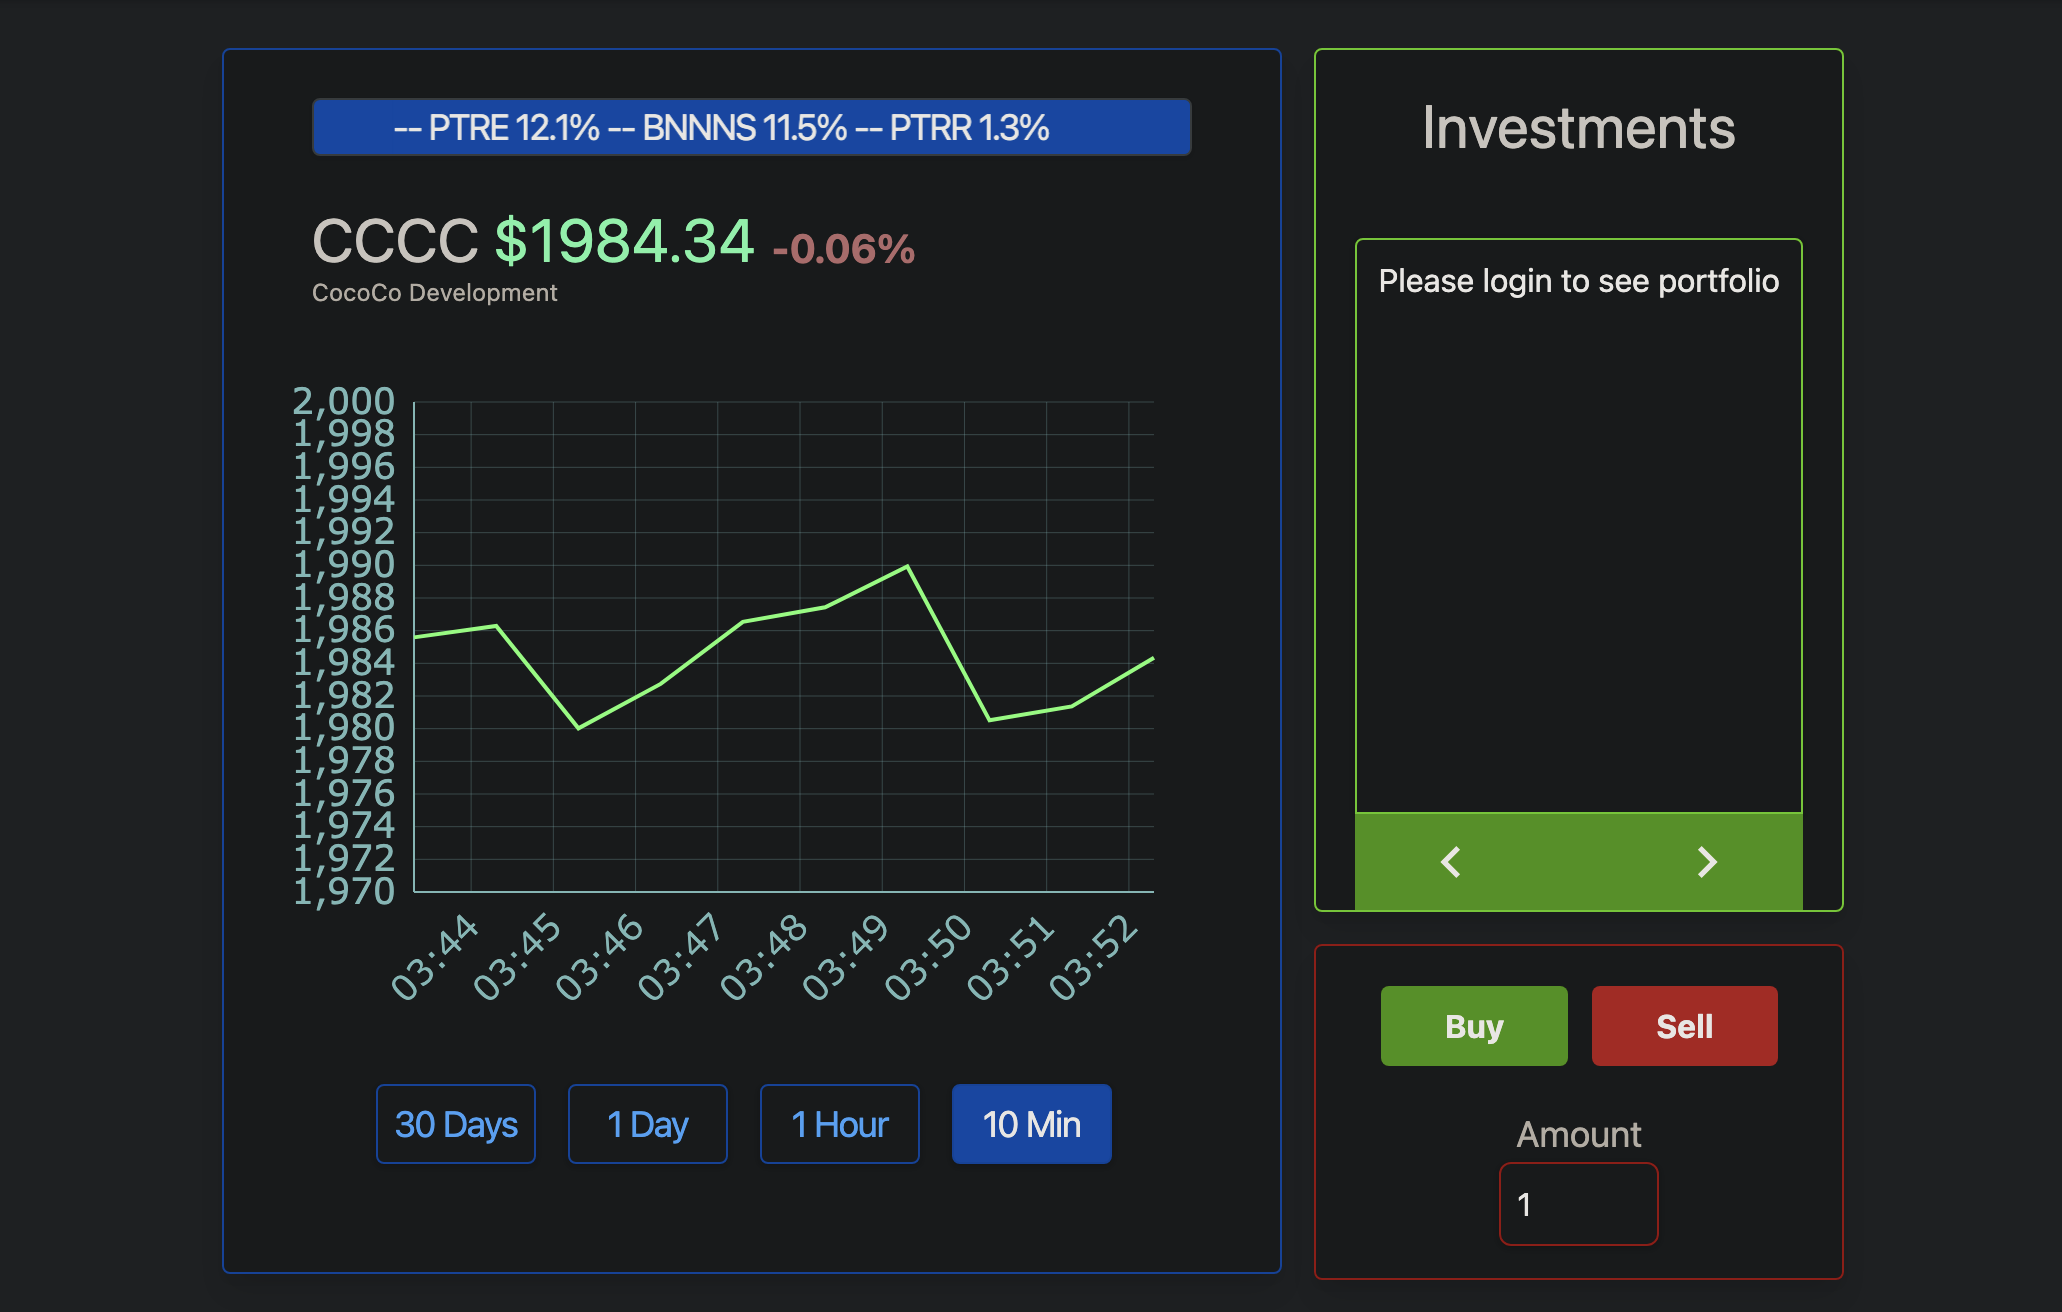 -- PTRE 12.1% -- BNNNS 11.5% -- PTRR 1.3%
CCCC $1984.34 -0.06%
CocoCo Development
2,000
1,998
1,996
1,994
1,992
1,990
1,988
1,986
1,984
1,982
1,980
1,978
1,976
1,974
1,972
1,970
03:44 03:45 03:46 03:47 03:48 03:49 03:50 03:51 03:52
30 Days 1 Day 1 Hour 10 Min
Investments
Please login to see portfolio
Buy Sell
Amount
1